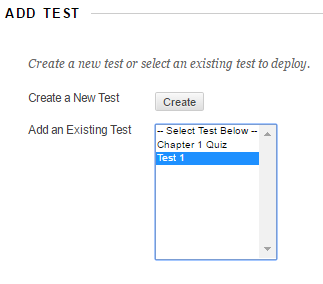 ADD TEST
Create a new test or select an existing test to deploy.
Create a New Test
Create
Add an Existing Test
-- Select Test Below --
Chapter 1 Quiz
Test 1